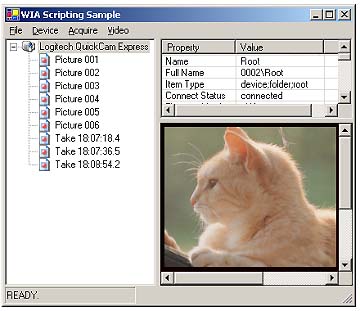 WIA Scripting Sample
File Device Acquire Video
Logitech QuickCam Express
Picture 001
Picture 002
Picture 003
Picture 004
Picture 005
Picture 006
Take 18:07:18.4
Take 18:07:36.5
Take 18:08:54.2
Property Value
Name Root
Full Name 0002\Root
Item Type device;folder;root
Connect Status connected
READY.